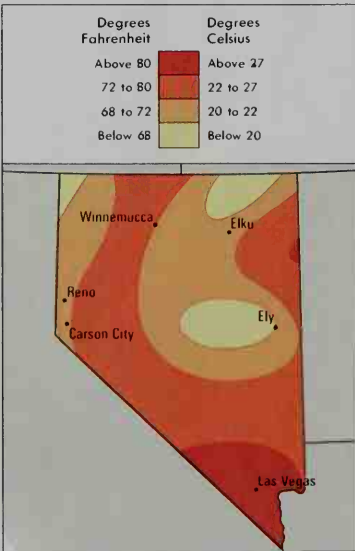 Degrees Fahrenheit
Degrees Celsius
Above 80
Above 27
72 to 80
22 to 27
68 to 72
20 to 22
Below 68
Below 20
Winnemucca
Elko
Reno
Carson City
Ely
Las Vegas